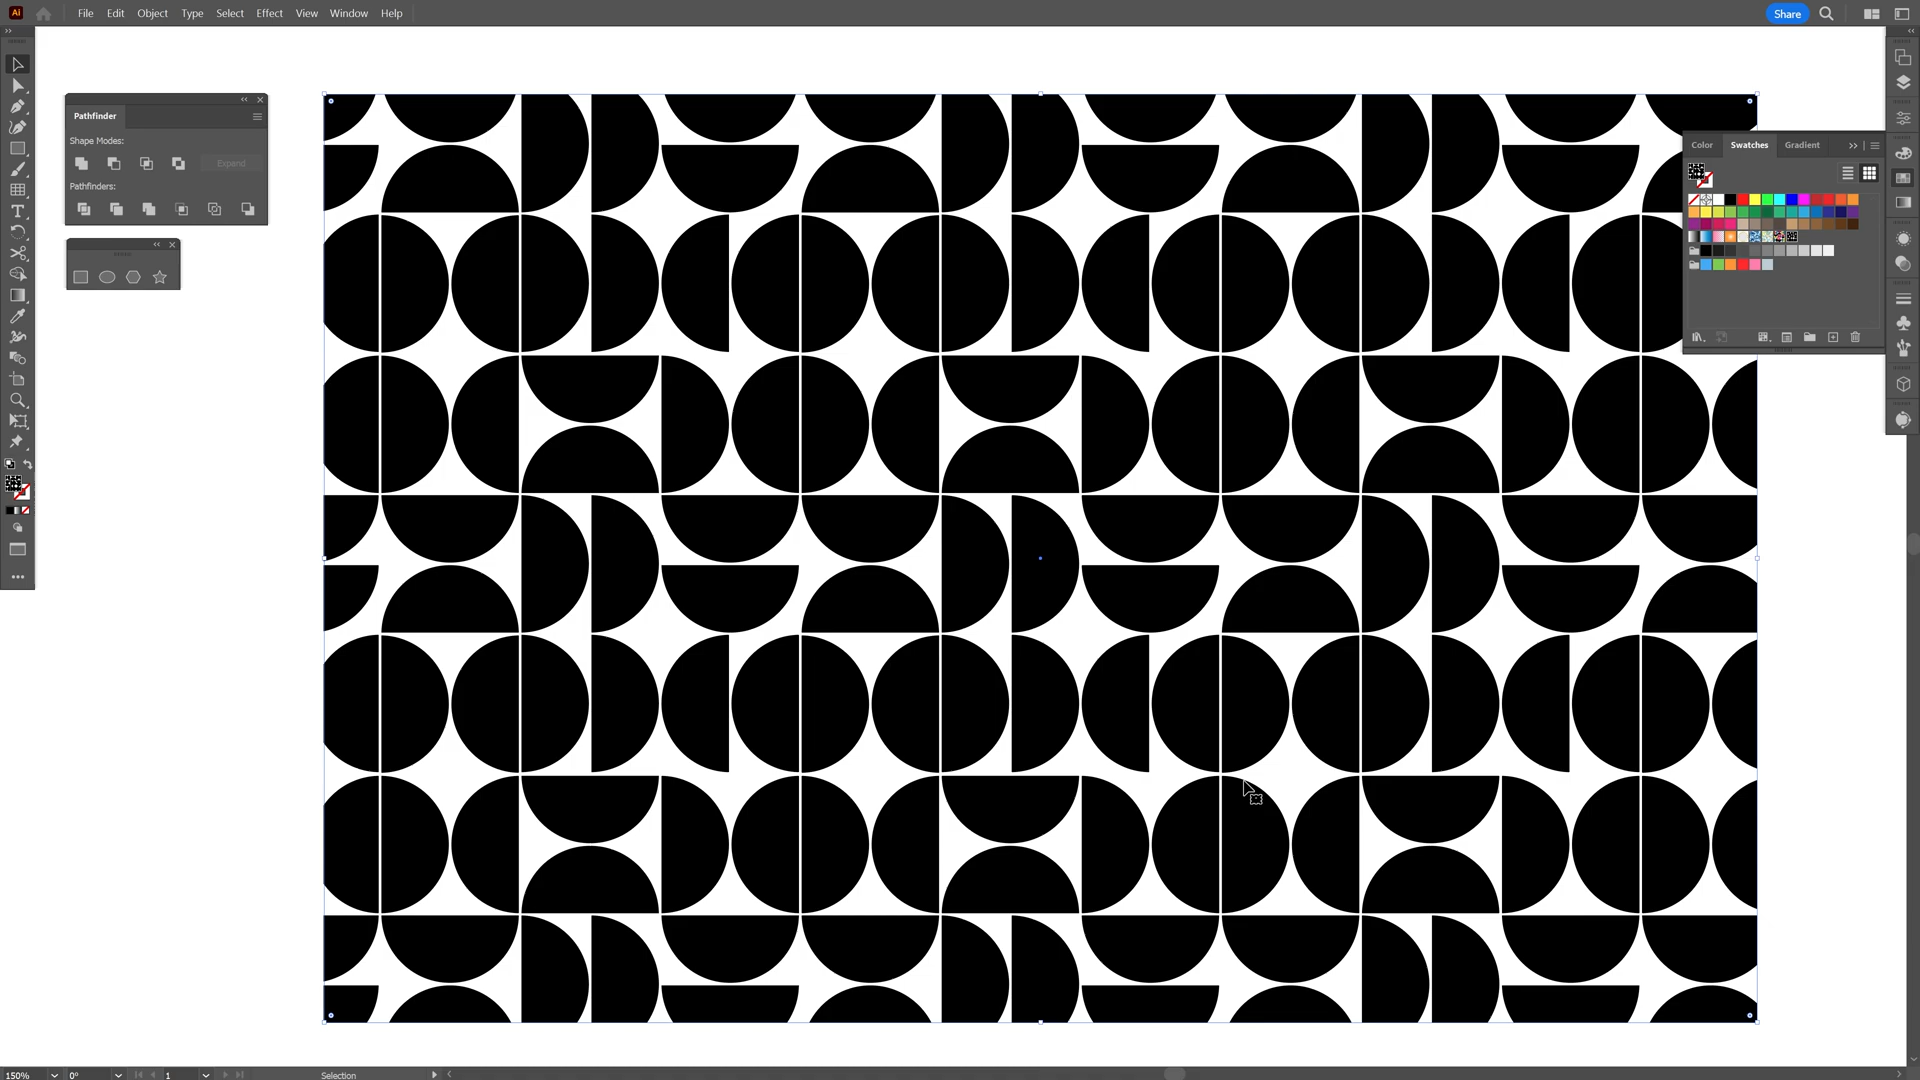 Ai File Edit Object Type Select Effect View Window Help Share
Pathfinder
Shape Modes:
Expand
Pathfinders:
Color Swatches Gradient
150% 0° 1 Selection